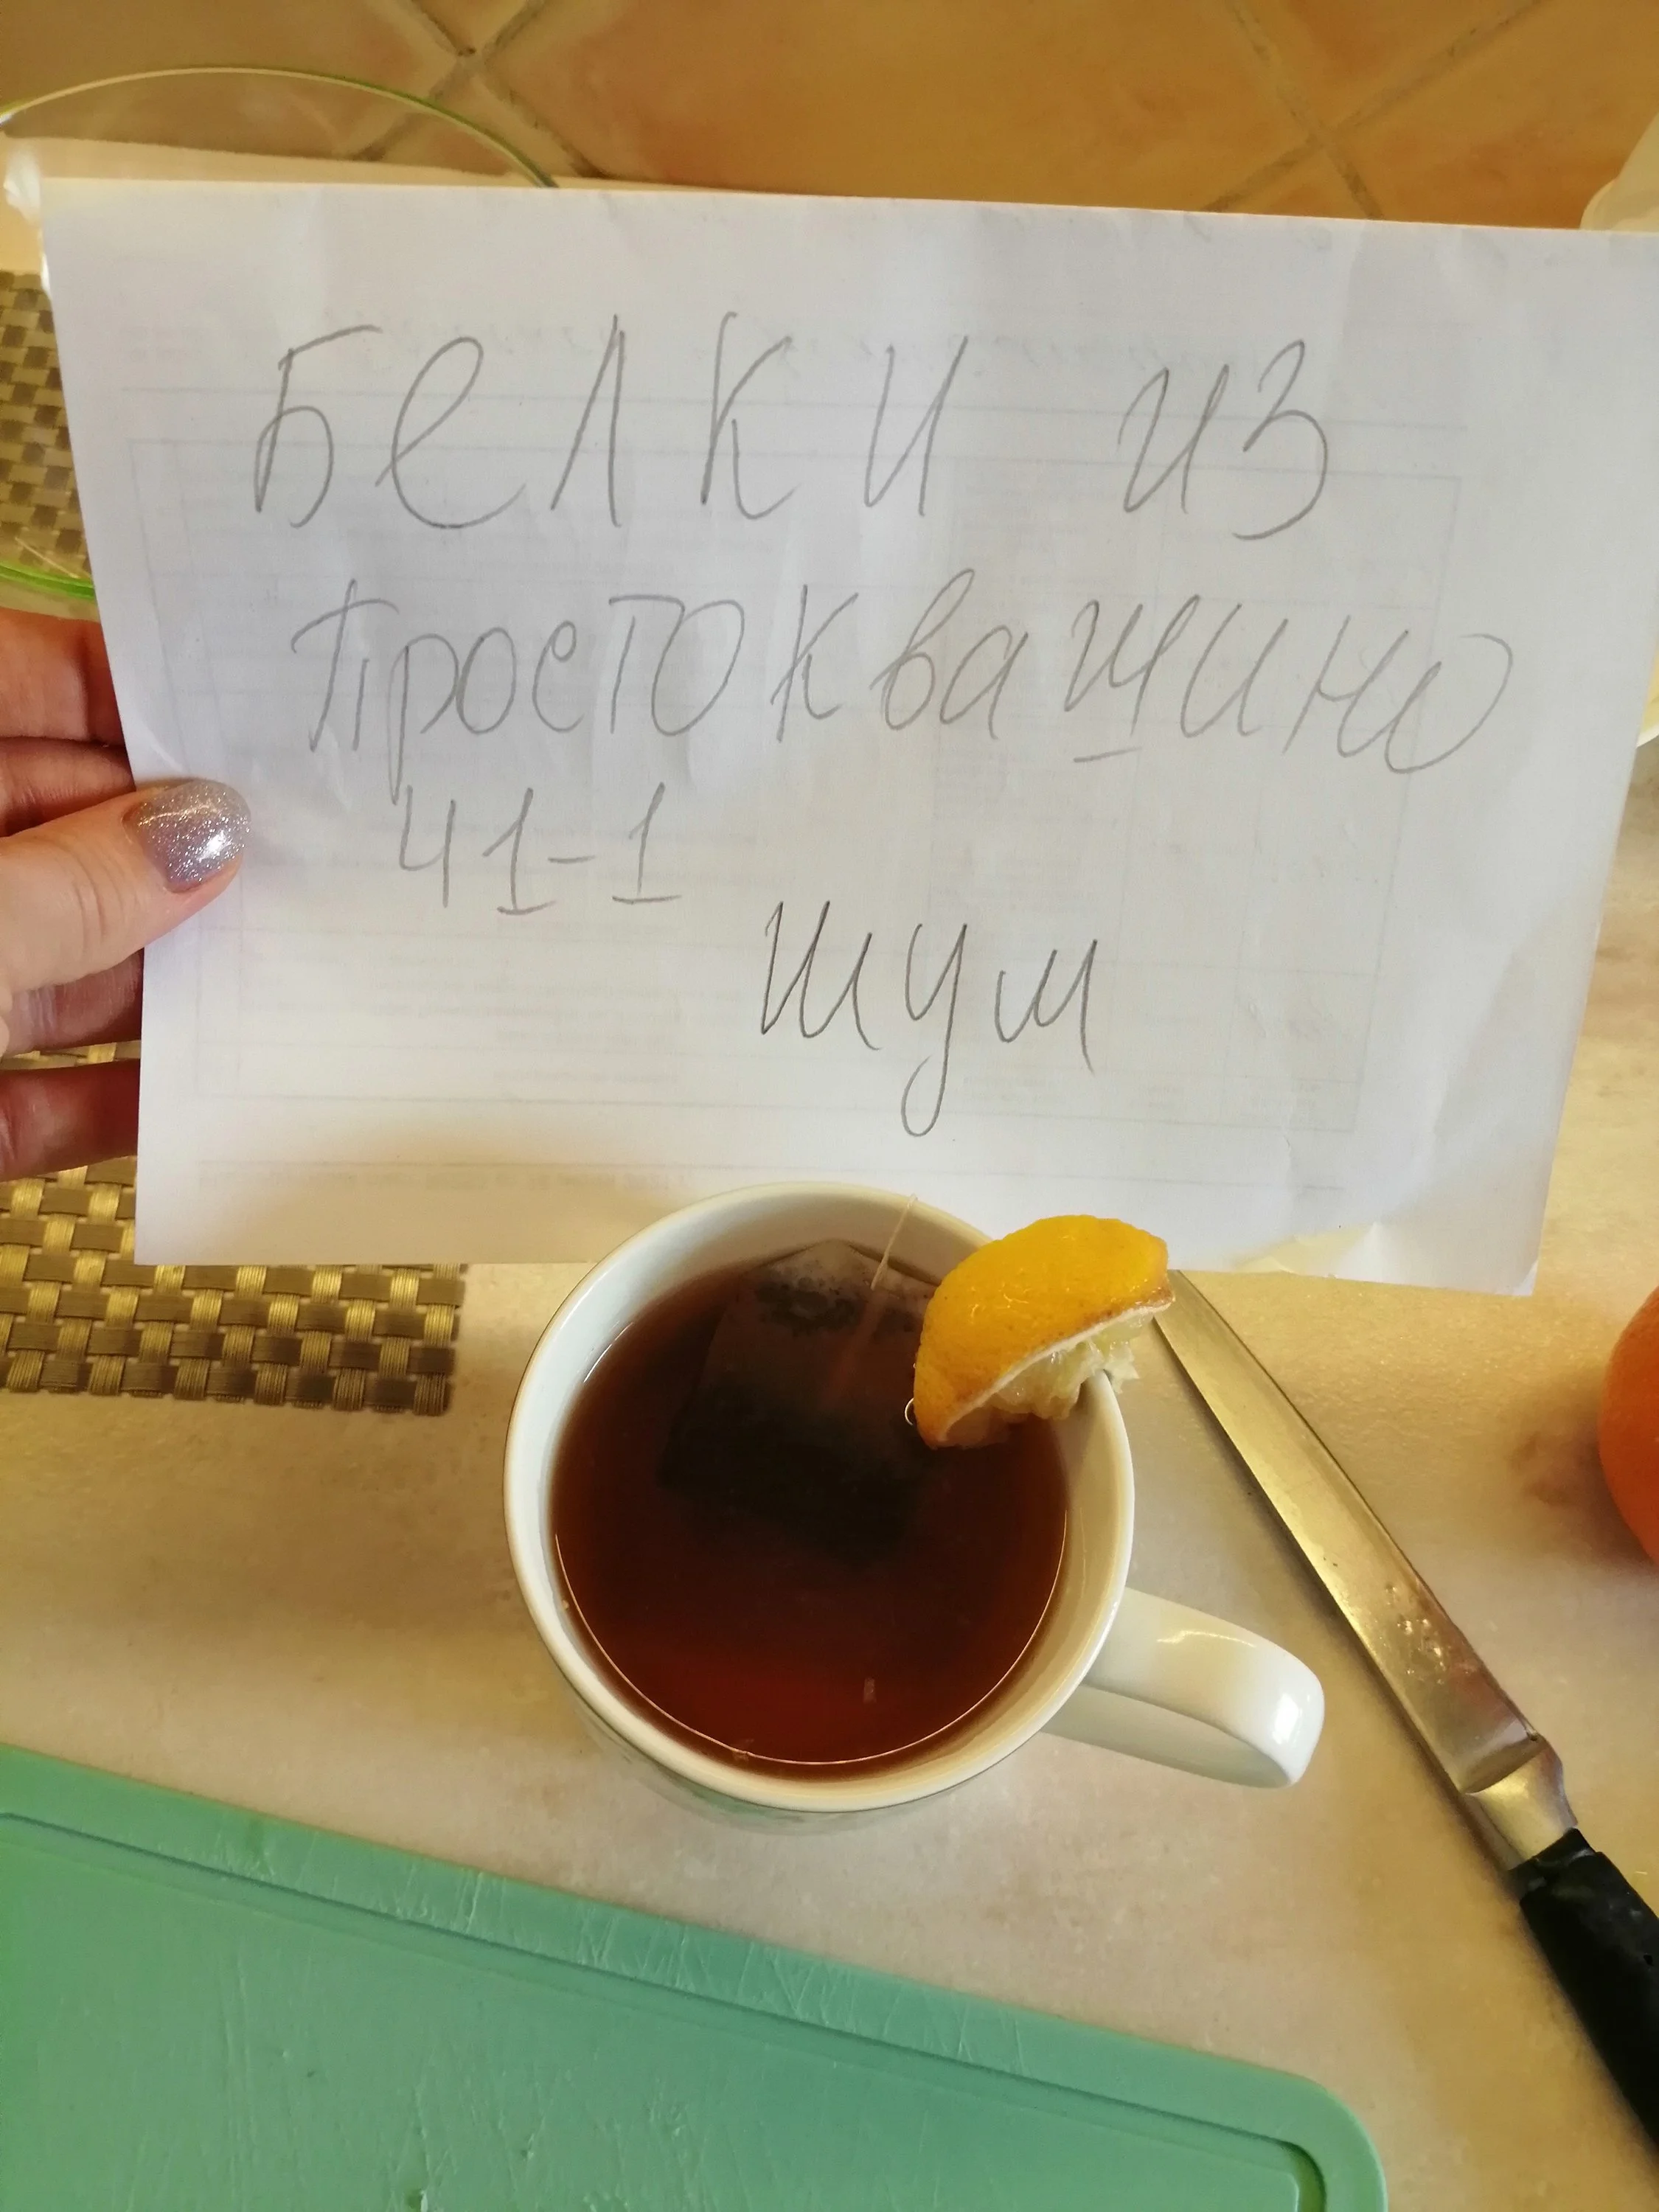 Белки из
Простоквашино
41-1
шум